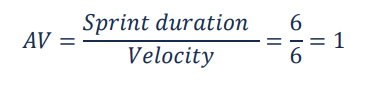 AV = Sprint duration / Velocity = 6 / 6 = 1